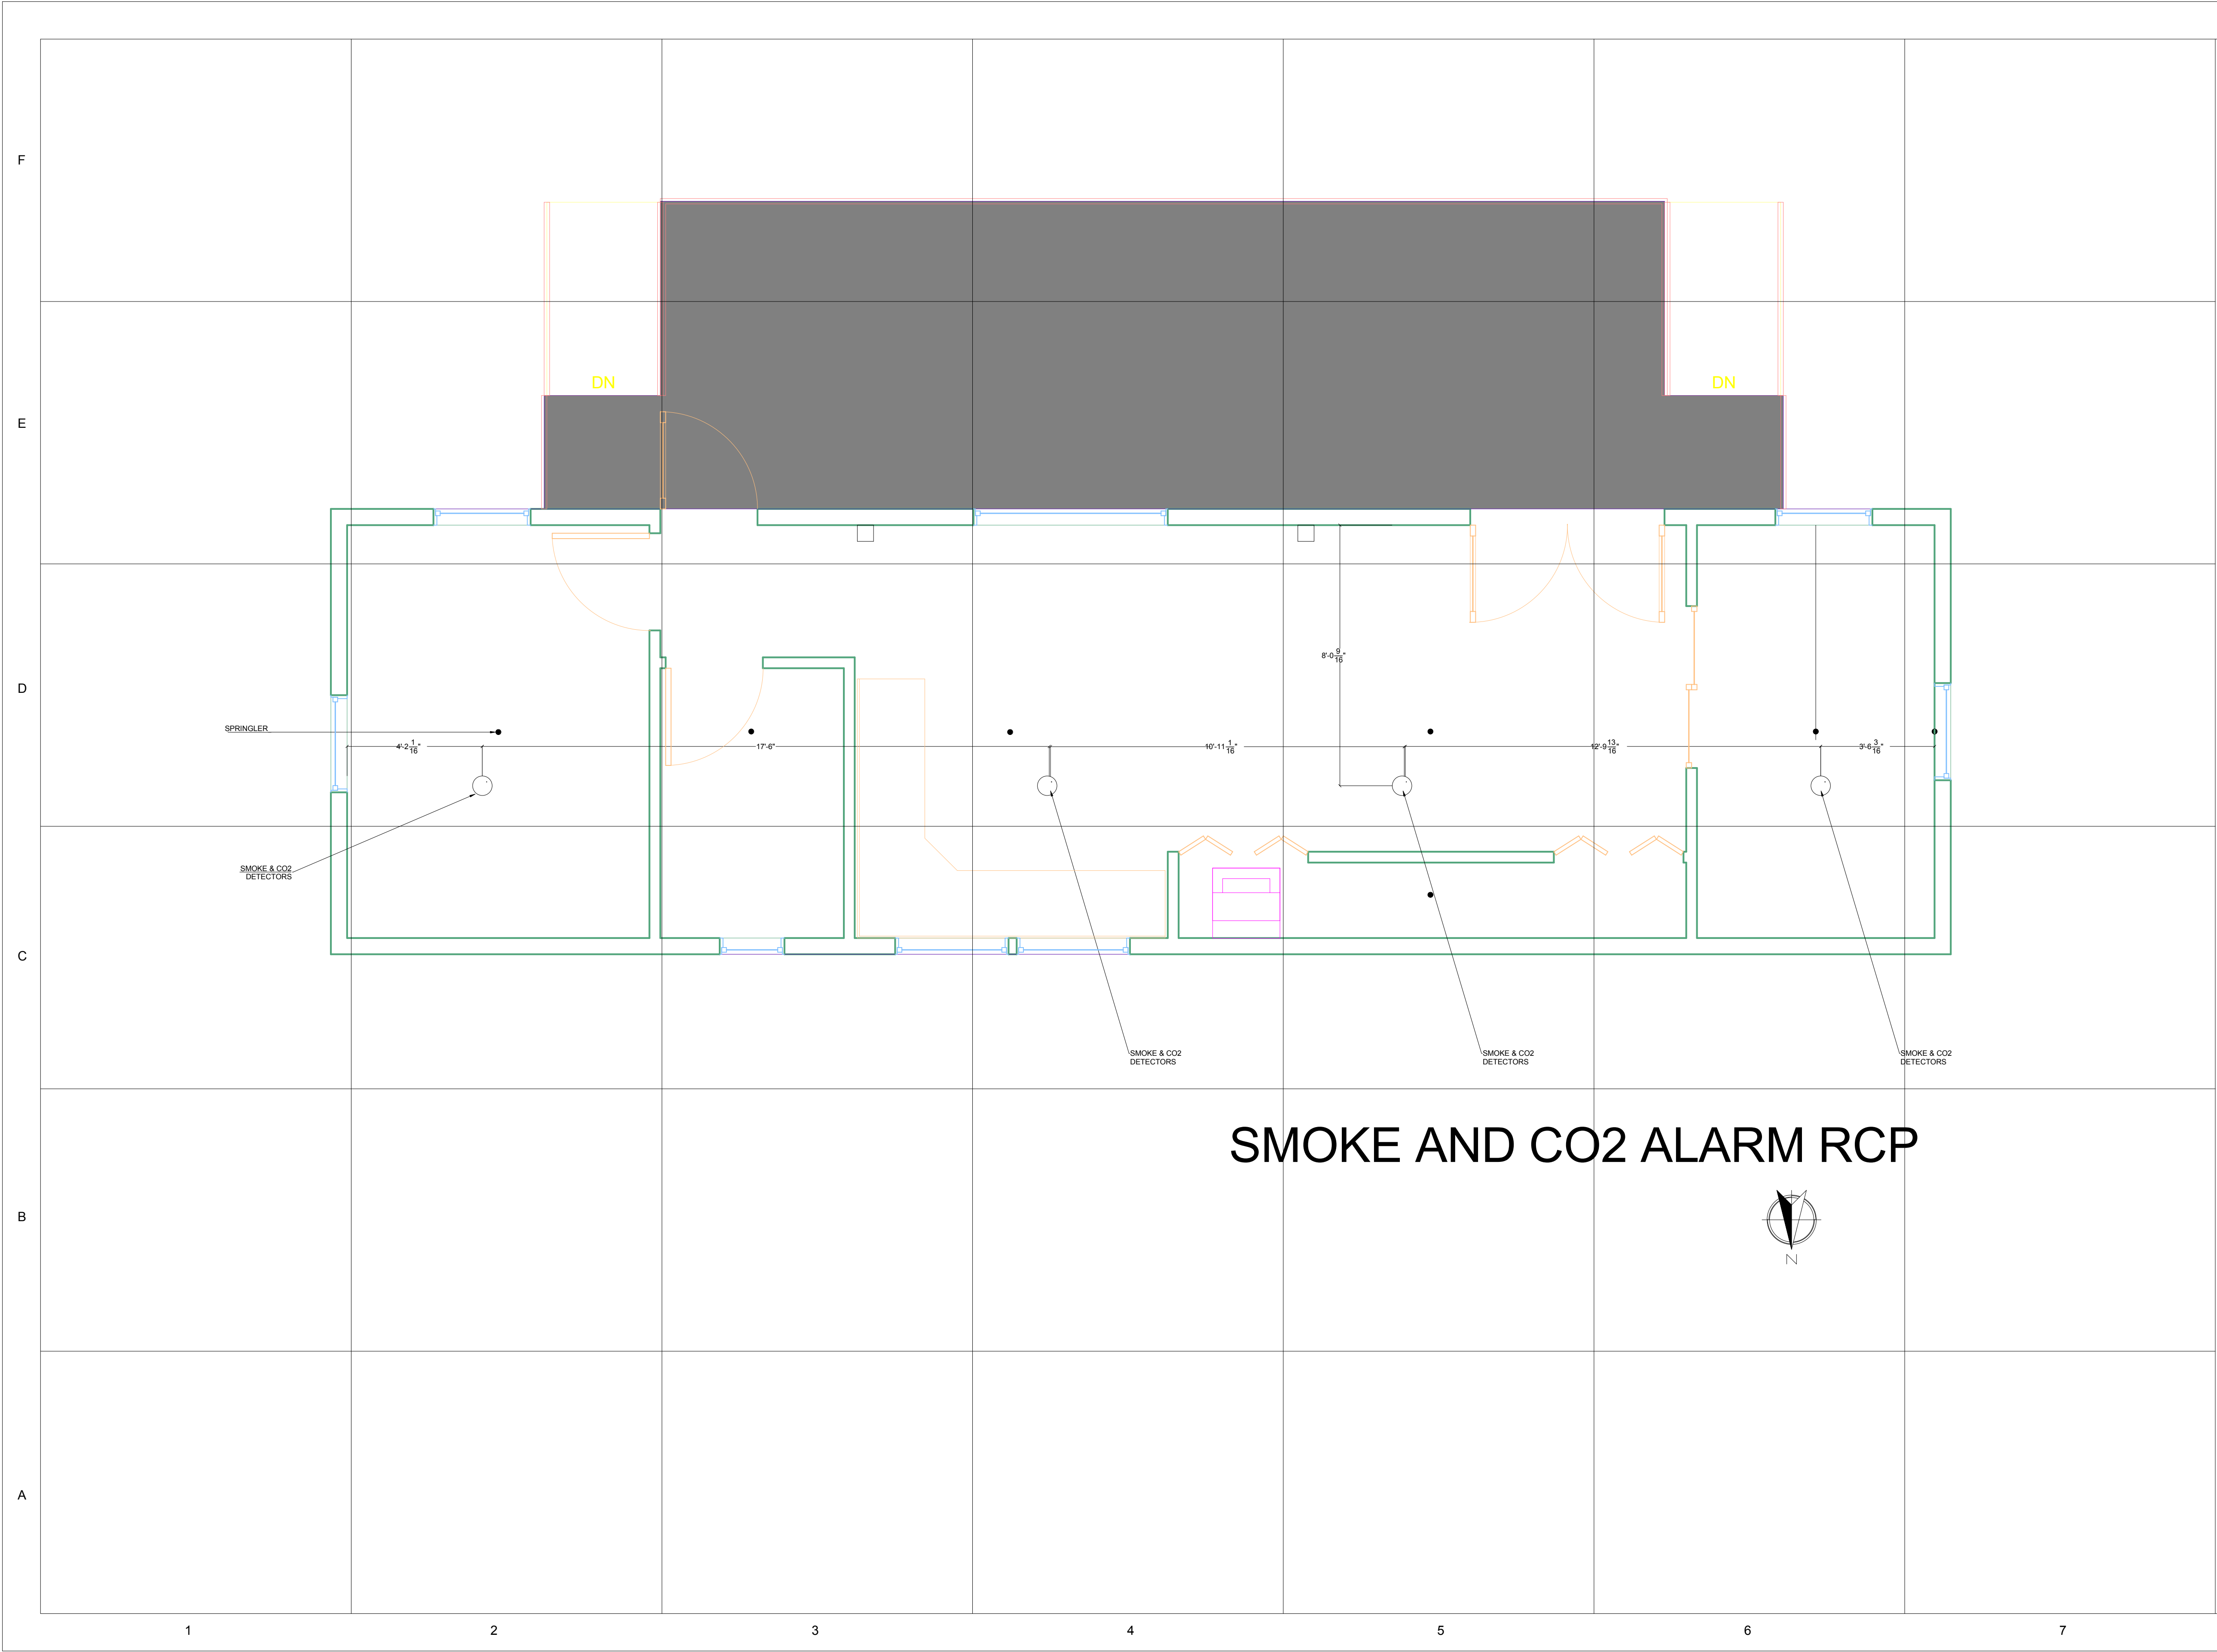 F
DN
DN
E
8'-0 9/16"
D
SPRINGLER
4'-2 1/16"
17'-6"
10'-11 1/16"
12'-9 13/16"
3'-6 3/16"
SMOKE & CO2
DETECTORS
C
SMOKE & CO2
DETECTORS
SMOKE & CO2
DETECTORS
SMOKE & CO2
DETECTORS
SMOKE AND CO2 ALARM RCP
B
N
A
1
2
3
4
5
6
7